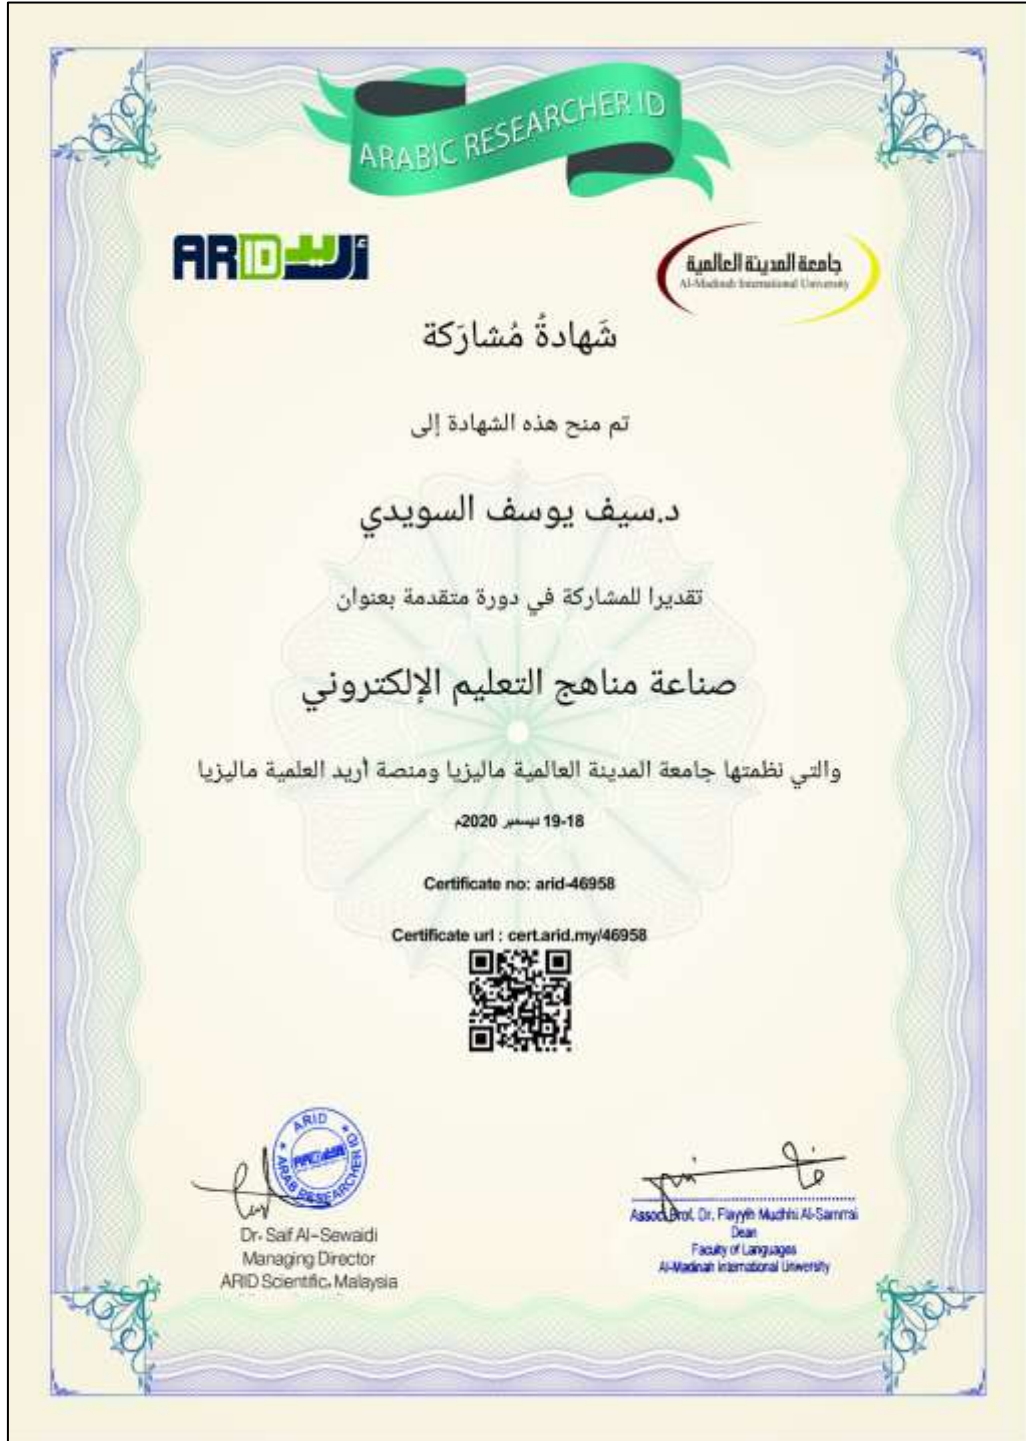 ARABIC RESEARCHER ID
ARID أريد
جامعة المدينة العالمية
Al-Madinah International University
شَهادةُ مُشارَكة
تم منح هذه الشهادة إلى
د.سيف يوسف السويدي
تقديرا للمشاركة في دورة متقدمة بعنوان
صناعة مناهج التعليم الإلكتروني
والتي نظمتها جامعة المدينة العالمية ماليزيا ومنصة أريد العلمية ماليزيا
19-18 ديسمبر 2020م
Certificate no: arid-46958
Certificate url : cert.arid.my/46958
ARID
ARAB RESEARCHER ID
Dr. Saif Al-Sewaidi
Managing Director
ARID Scientific, Malaysia
Assoc. Prof. Dr. Flayyih Mudhhi Al-Samrrai
Dean
Faculty of Languages
Al-Madinah International University